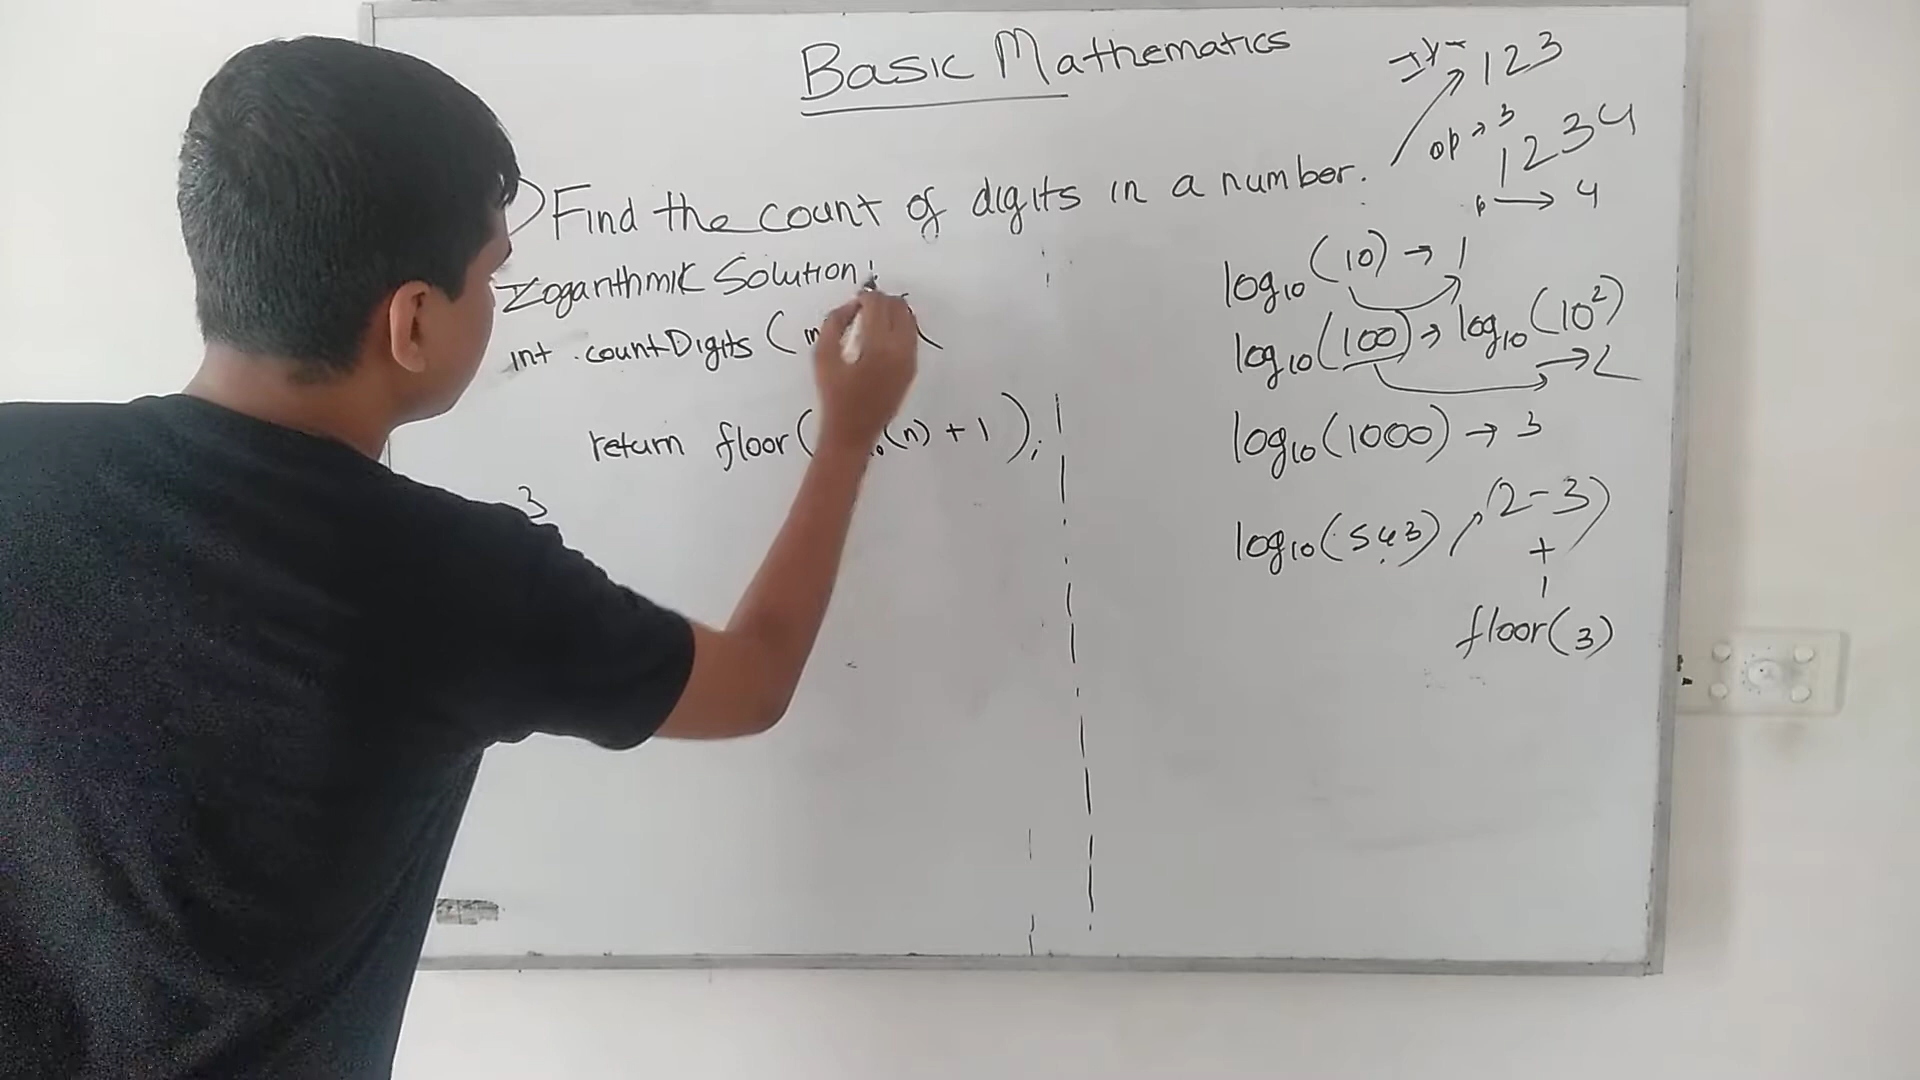 Basic Mathematics
) Find the count of digits in a number.
Logarithmic Solution:
int countDigits (
return floor( (n) + 1 );
}
123
op → 3
1234
→ 4
log₁₀(10) → 1
log₁₀(100) → log₁₀(10²)
→ 2
log₁₀(1000) → 3
log₁₀(543) (2-3)
+
1
floor(3)